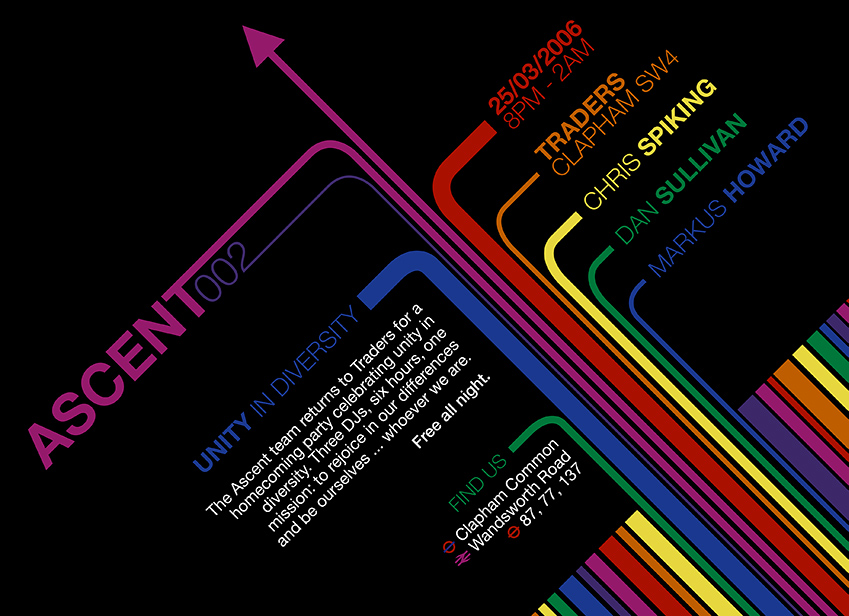 25/03/2006
8PM - 2AM
TRADERS
CLAPHAM SW4
CHRIS SPIKING
DAN SULLIVAN
MARKUS HOWARD
ASCENT002
UNITY IN DIVERSITY
The Ascent team returns to Traders for a
homecoming party celebrating unity in
diversity. Three DJs, six hours, one
mission: to rejoice in our differences
and be ourselves ... whoever we are.
Free all night.
FIND US
Clapham Common
Wandsworth Road
87, 77, 137